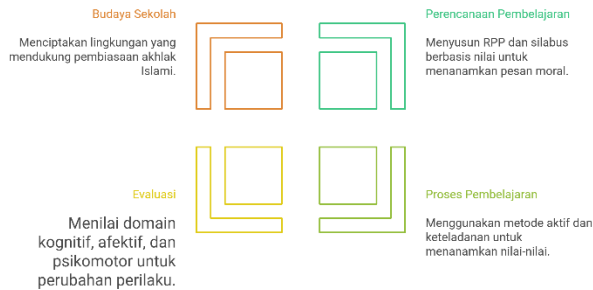 Budaya Sekolah
Menciptakan lingkungan yang
mendukung pembiasaan akhlak
Islami.
Perencanaan Pembelajaran
Menyusun RPP dan silabus
berbasis nilai untuk
menanamkan pesan moral.
Evaluasi
Menilai domain
kognitif, afektif, dan
psikomotor untuk
perubahan perilaku.
Proses Pembelajaran
Menggunakan metode aktif dan
keteladanan untuk
menanamkan nilai-nilai.